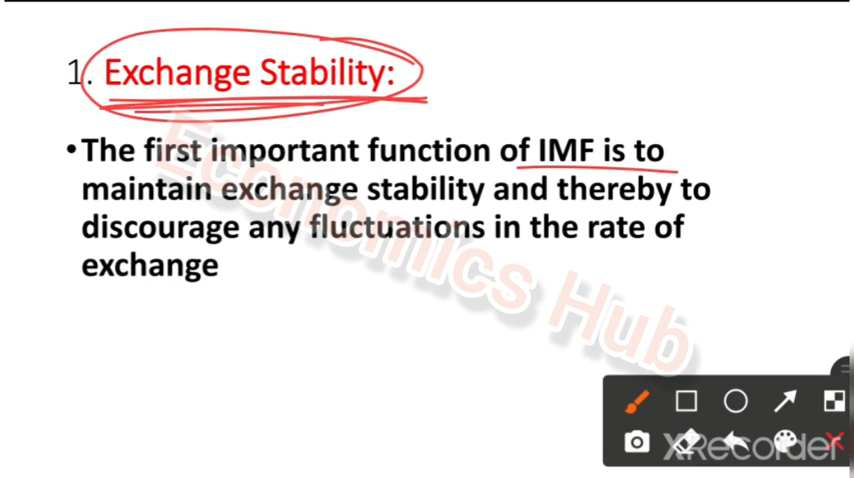 1. Exchange Stability:
•The first important function of IMF is to
maintain exchange stability and thereby to
discourage any fluctuations in the rate of
exchange
Economics Hub
XRecorder